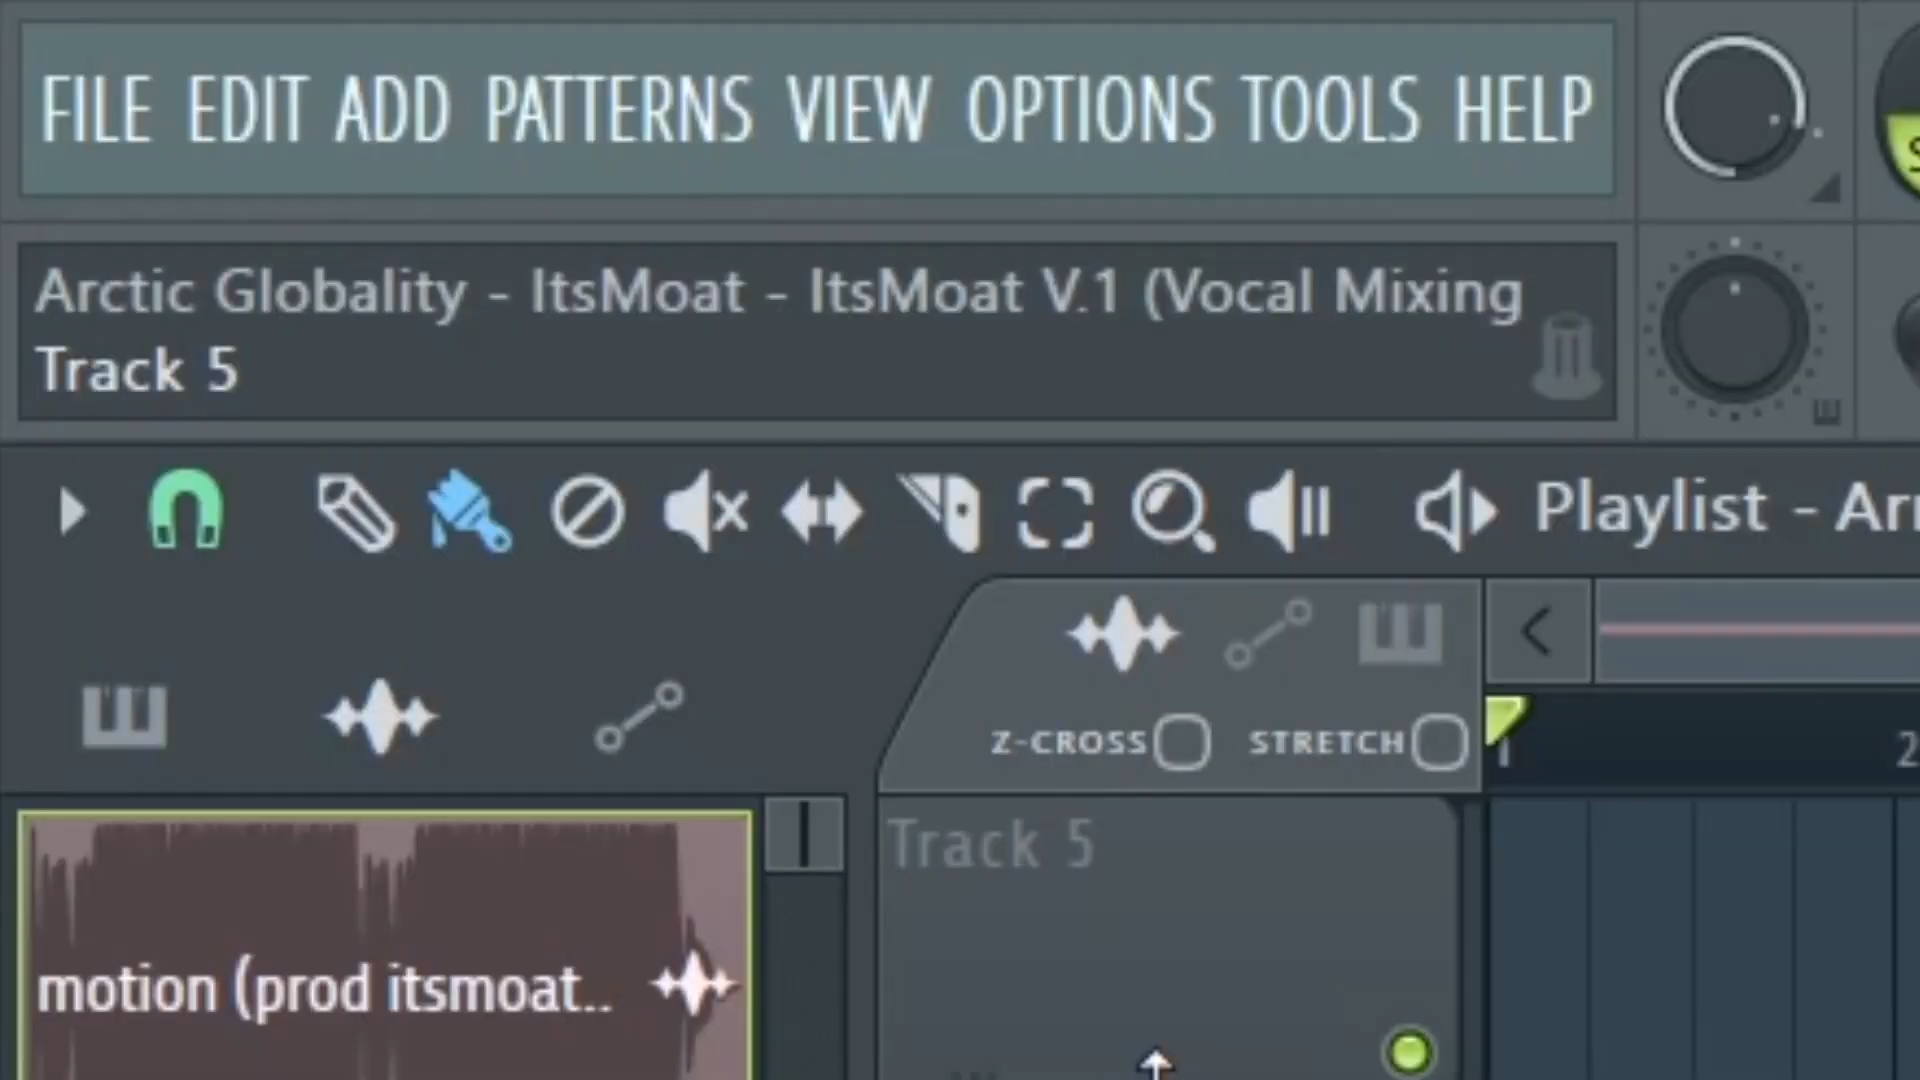 FILE EDIT ADD PATTERNS VIEW OPTIONS TOOLS HELP
Arctic Globality - ItsMoat - ItsMoat V.1 (Vocal Mixing
Track 5
Playlist -
Z-CROSS STRETCH
1 2
Track 5
motion (prod itsmoat..